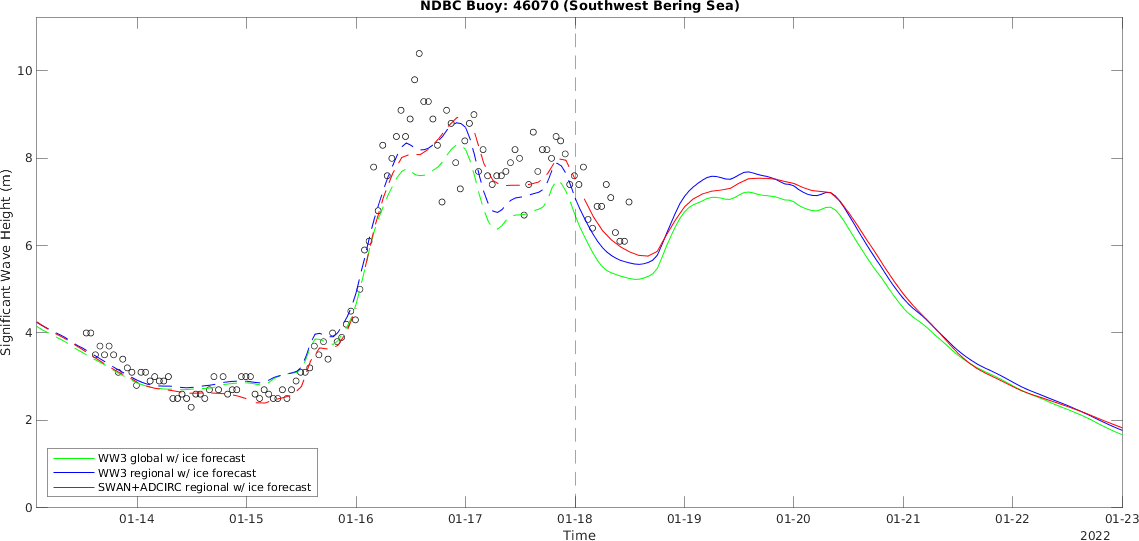 NDBC Buoy: 46070 (Southwest Bering Sea)
Significant Wave Height (m)
10
8
6
4
2
0
WW3 global w/ ice forecast
WW3 regional w/ ice forecast
SWAN+ADCIRC regional w/ ice forecast
01-14 01-15 01-16 01-17 01-18 01-19 01-20 01-21 01-22 01-23
Time
2022